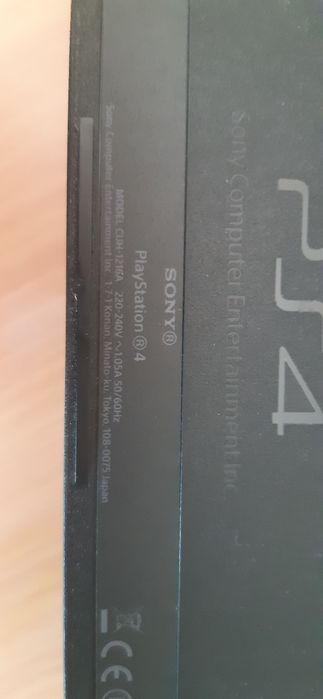 SONY®
PlayStation®4
MODEL CUH-1216A 220-240V ~1.05A 50/60Hz
Sony Computer Entertainment Inc. 1-7-1 Konan, Minato-ku, Tokyo, 108-0075 Japan
CE
PS4
Sony Computer Entertainment Inc.